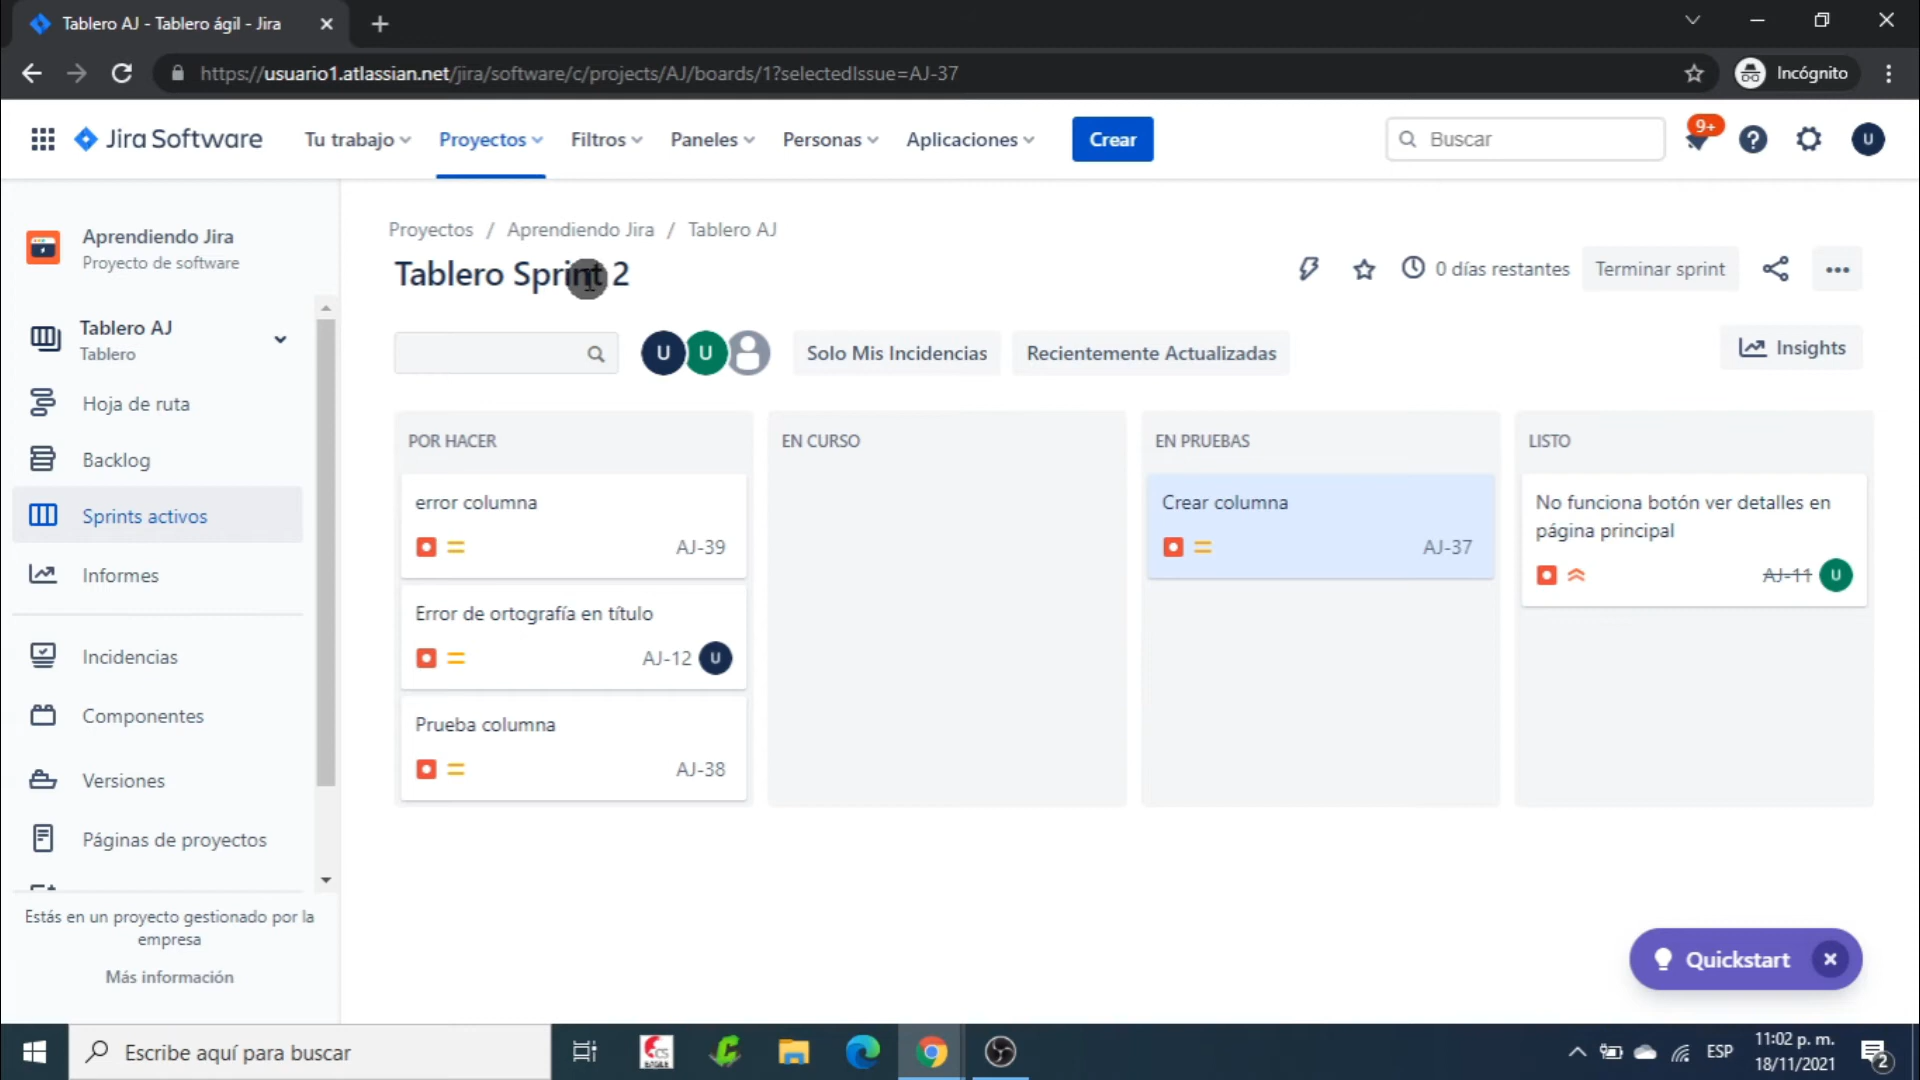 Tablero AJ - Tablero ágil - Jira
https://usuario1.atlassian.net/jira/software/c/projects/AJ/boards/1?selectedIssue=AJ-37
Incógnito
Jira Software
Tu trabajo
Proyectos
Filtros
Paneles
Personas
Aplicaciones
Crear
Buscar
9+
U
Aprendiendo Jira
Proyecto de software
Tablero AJ
Tablero
Hoja de ruta
Backlog
Sprints activos
Informes
Incidencias
Componentes
Versiones
Páginas de proyectos
Estás en un proyecto gestionado por la
empresa
Más información
Proyectos / Aprendiendo Jira / Tablero AJ
Tablero Sprint 2
0 días restantes
Terminar sprint
U
U
Solo Mis Incidencias
Recientemente Actualizadas
Insights
POR HACER
error columna
AJ-39
Error de ortografía en título
AJ-12
U
Prueba columna
AJ-38
EN CURSO
EN PRUEBAS
Crear columna
AJ-37
LISTO
No funciona botón ver detalles en
página principal
AJ-11
U
Quickstart
Escribe aquí para buscar
ESP
11:02 p. m.
18/11/2021
2